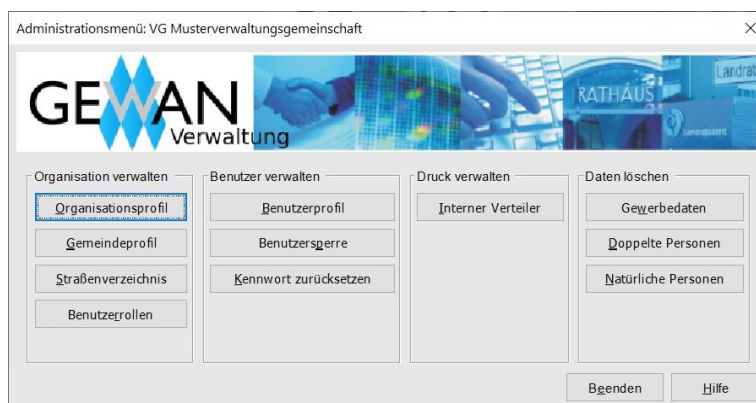 Administrationsmenü: VG Musterverwaltungsgemeinschaft
GEWAN
Verwaltung
RATHAUS
Landrat
Landratsamt
Organisation verwalten
Organisationsprofil
Gemeindeprofil
Straßenverzeichnis
Benutzerrollen
Benutzer verwalten
Benutzerprofil
Benutzersperre
Kennwort zurücksetzen
Druck verwalten
Interner Verteiler
Daten löschen
Gewerbedaten
Doppelte Personen
Natürliche Personen
Beenden
Hilfe